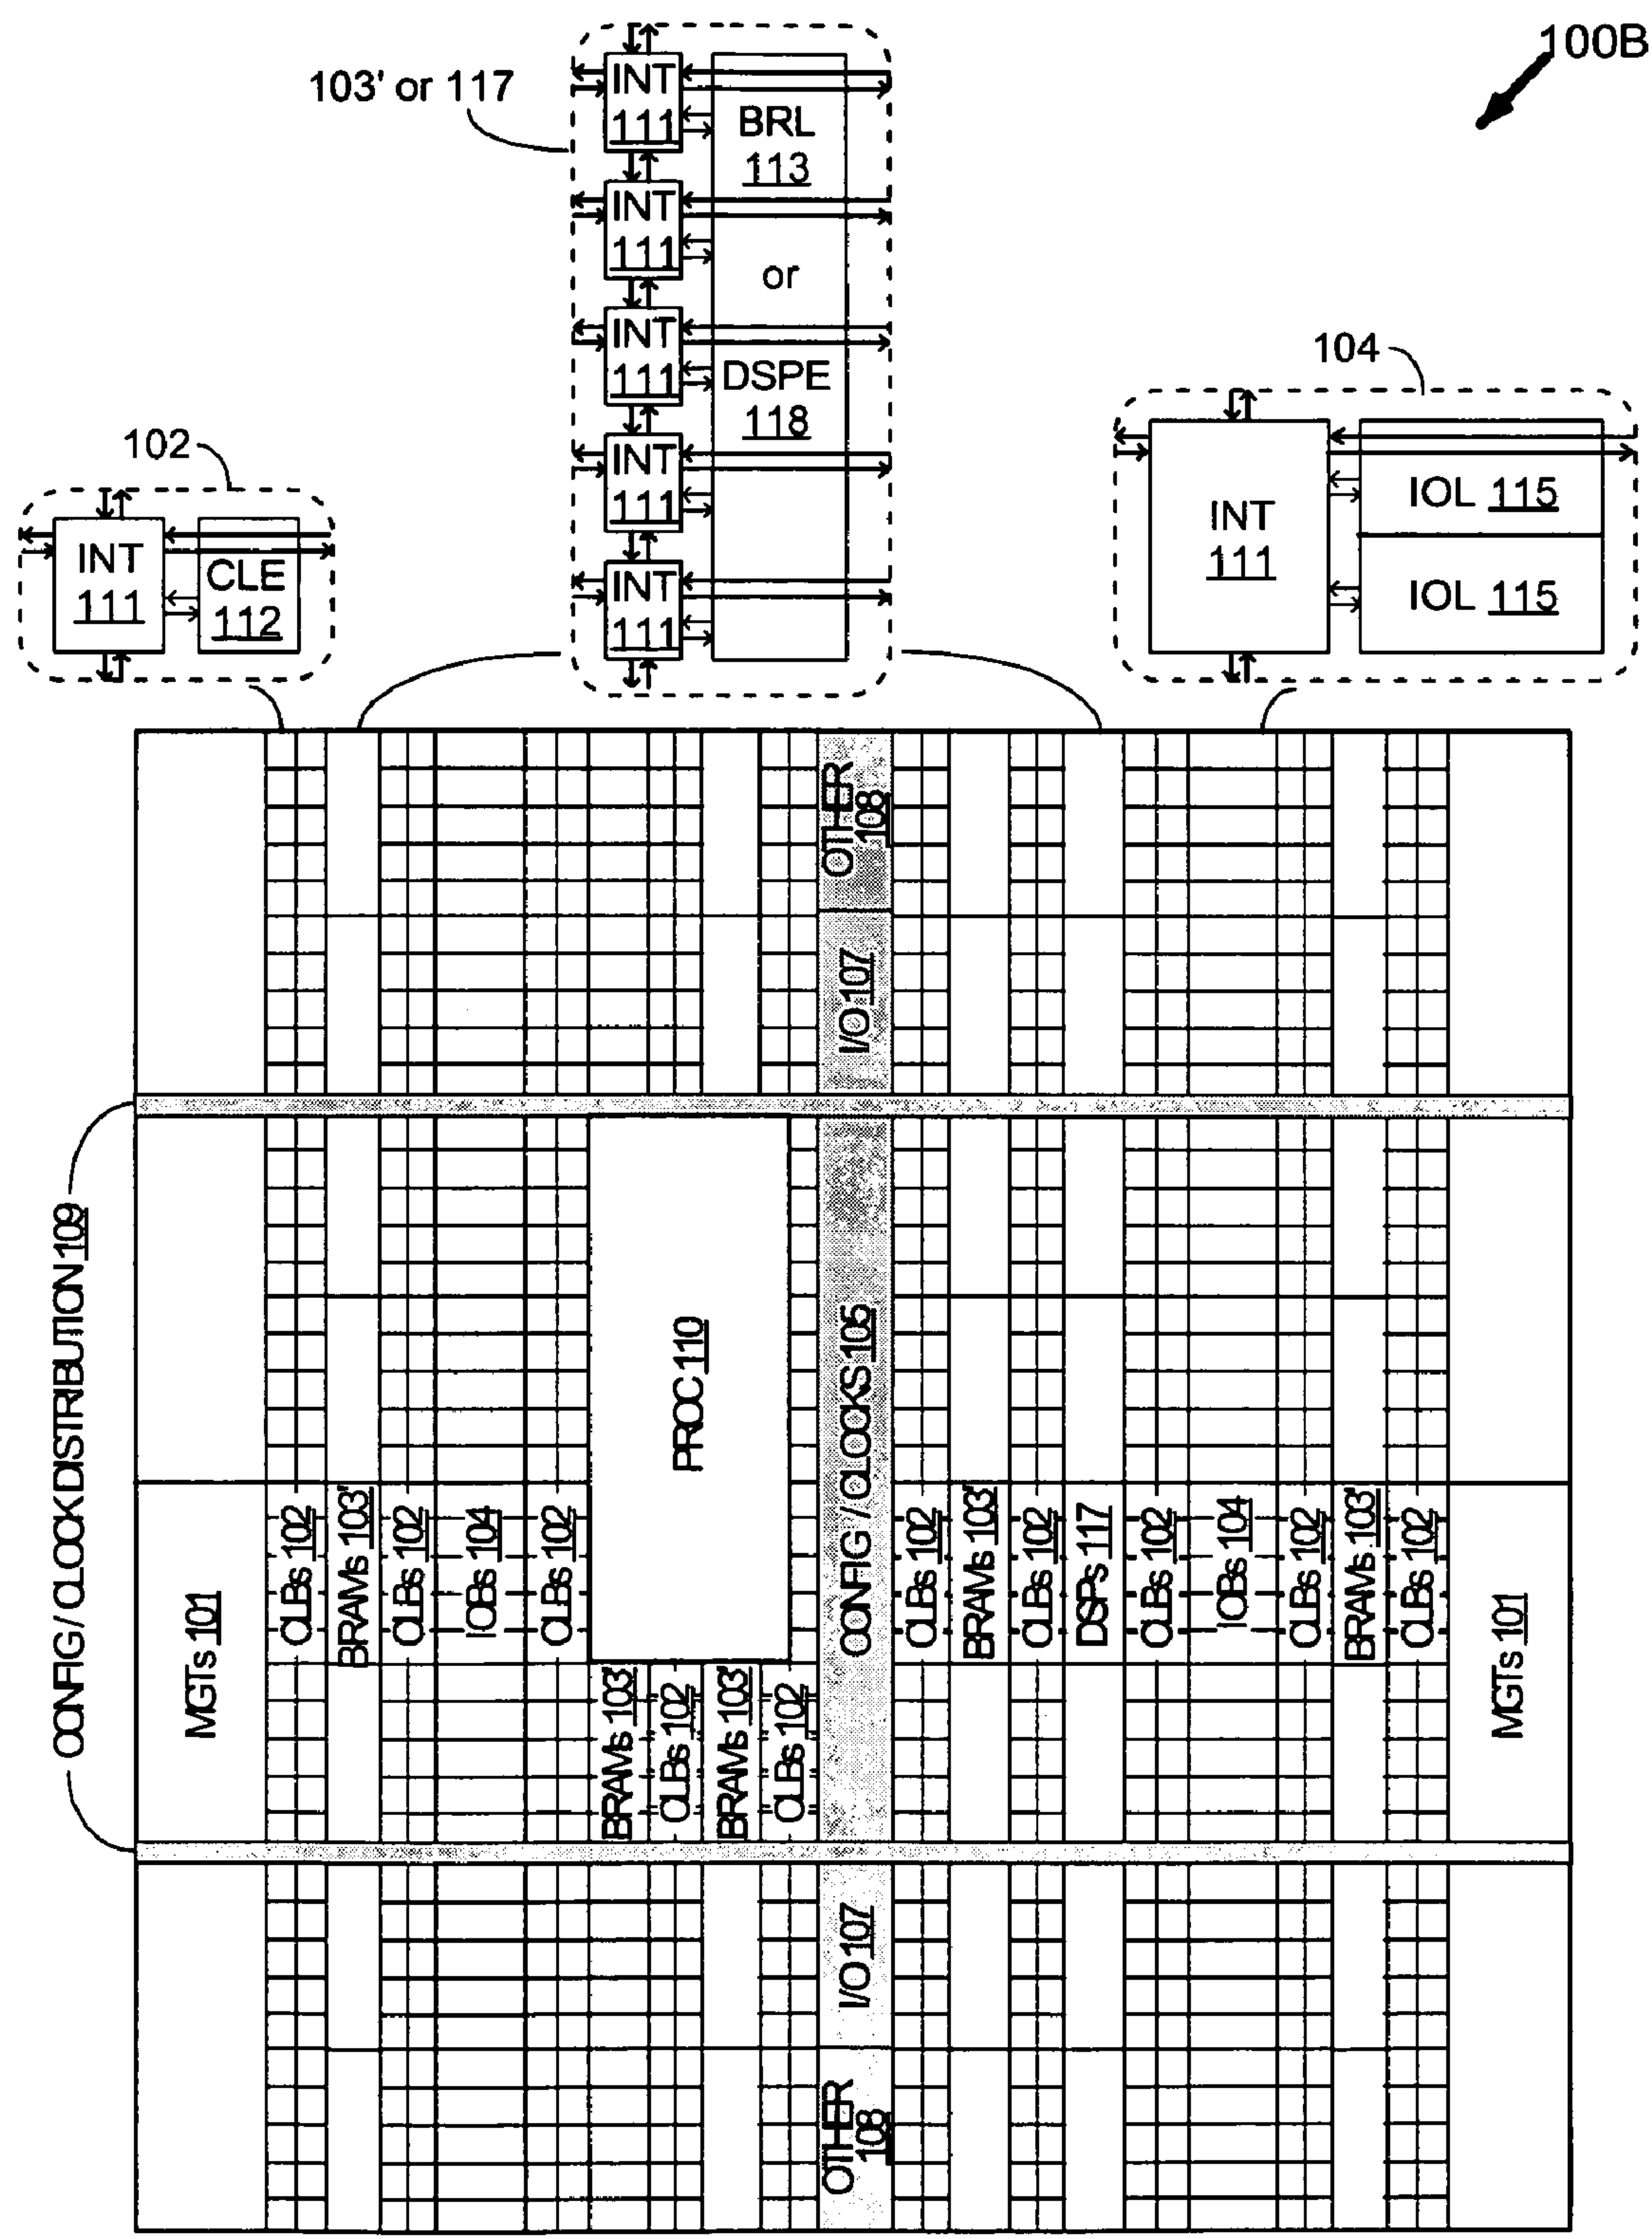 100B
103' or 117
INT
111
INT
111
INT
111
INT
111
INT
111
BRL
113
or
DSPE
118
104
INT
111
IOL 115
IOL 115
102
INT
111
CLE
112
OTHER
108
I/O 107
CONFIG / CLOCK DISTRIBUTION 109
PROC 110
CONFIG / CLOCKS 105
MGTs 101
CLBs 102
BRAMs 103'
CLBs 102
IOBs 104
CLBs 102
BRAMs 103'
CLBs 102
BRAMs 103'
CLBs 102
CLBs 102
BRAMs 103'
CLBs 102
DSPs 117
CLBs 102
IOBs 104
CLBs 102
BRAMs 103'
CLBs 102
MGTs 101
I/O 107
OTHER
108